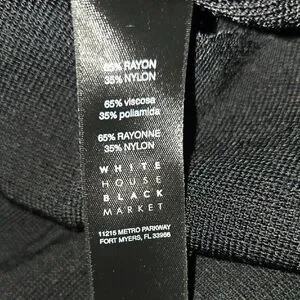 65% RAYON
35% NYLON
65% viscosa
35% poliamida
65% RAYONNE
35% NYLON
WHITE
HOUSE
BLACK
MARKET
11215 METRO PARKWAY
FORT MYERS, FL 33966